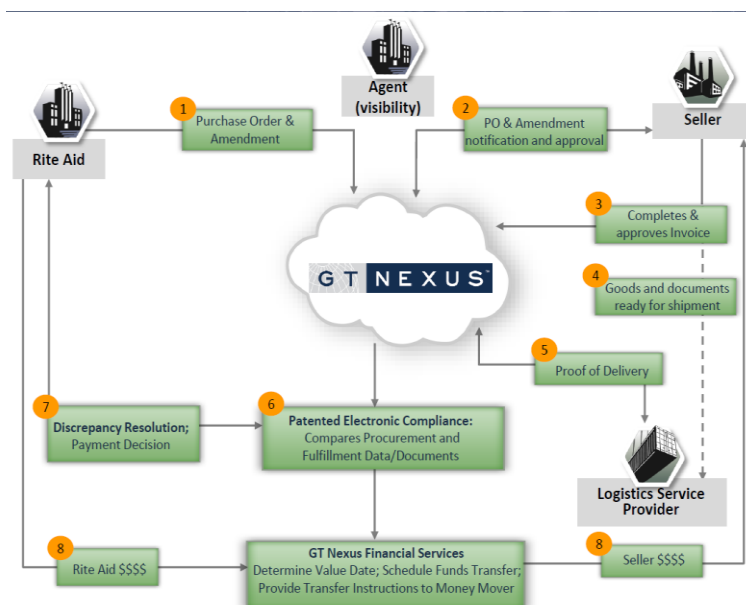 Agent
(visibility)
1
Purchase Order &
Amendment
2
PO & Amendment
notification and approval
Rite Aid
Seller
3
Completes &
approves Invoice
4
Goods and documents
ready for shipment
GT NEXUS™
5
Proof of Delivery
6
Patented Electronic Compliance:
Compares Procurement and
Fulfillment Data/Documents
7
Discrepancy Resolution;
Payment Decision
Logistics Service
Provider
8
Rite Aid $$$$
GT Nexus Financial Services
Determine Value Date; Schedule Funds Transfer;
Provide Transfer Instructions to Money Mover
8
Seller $$$$